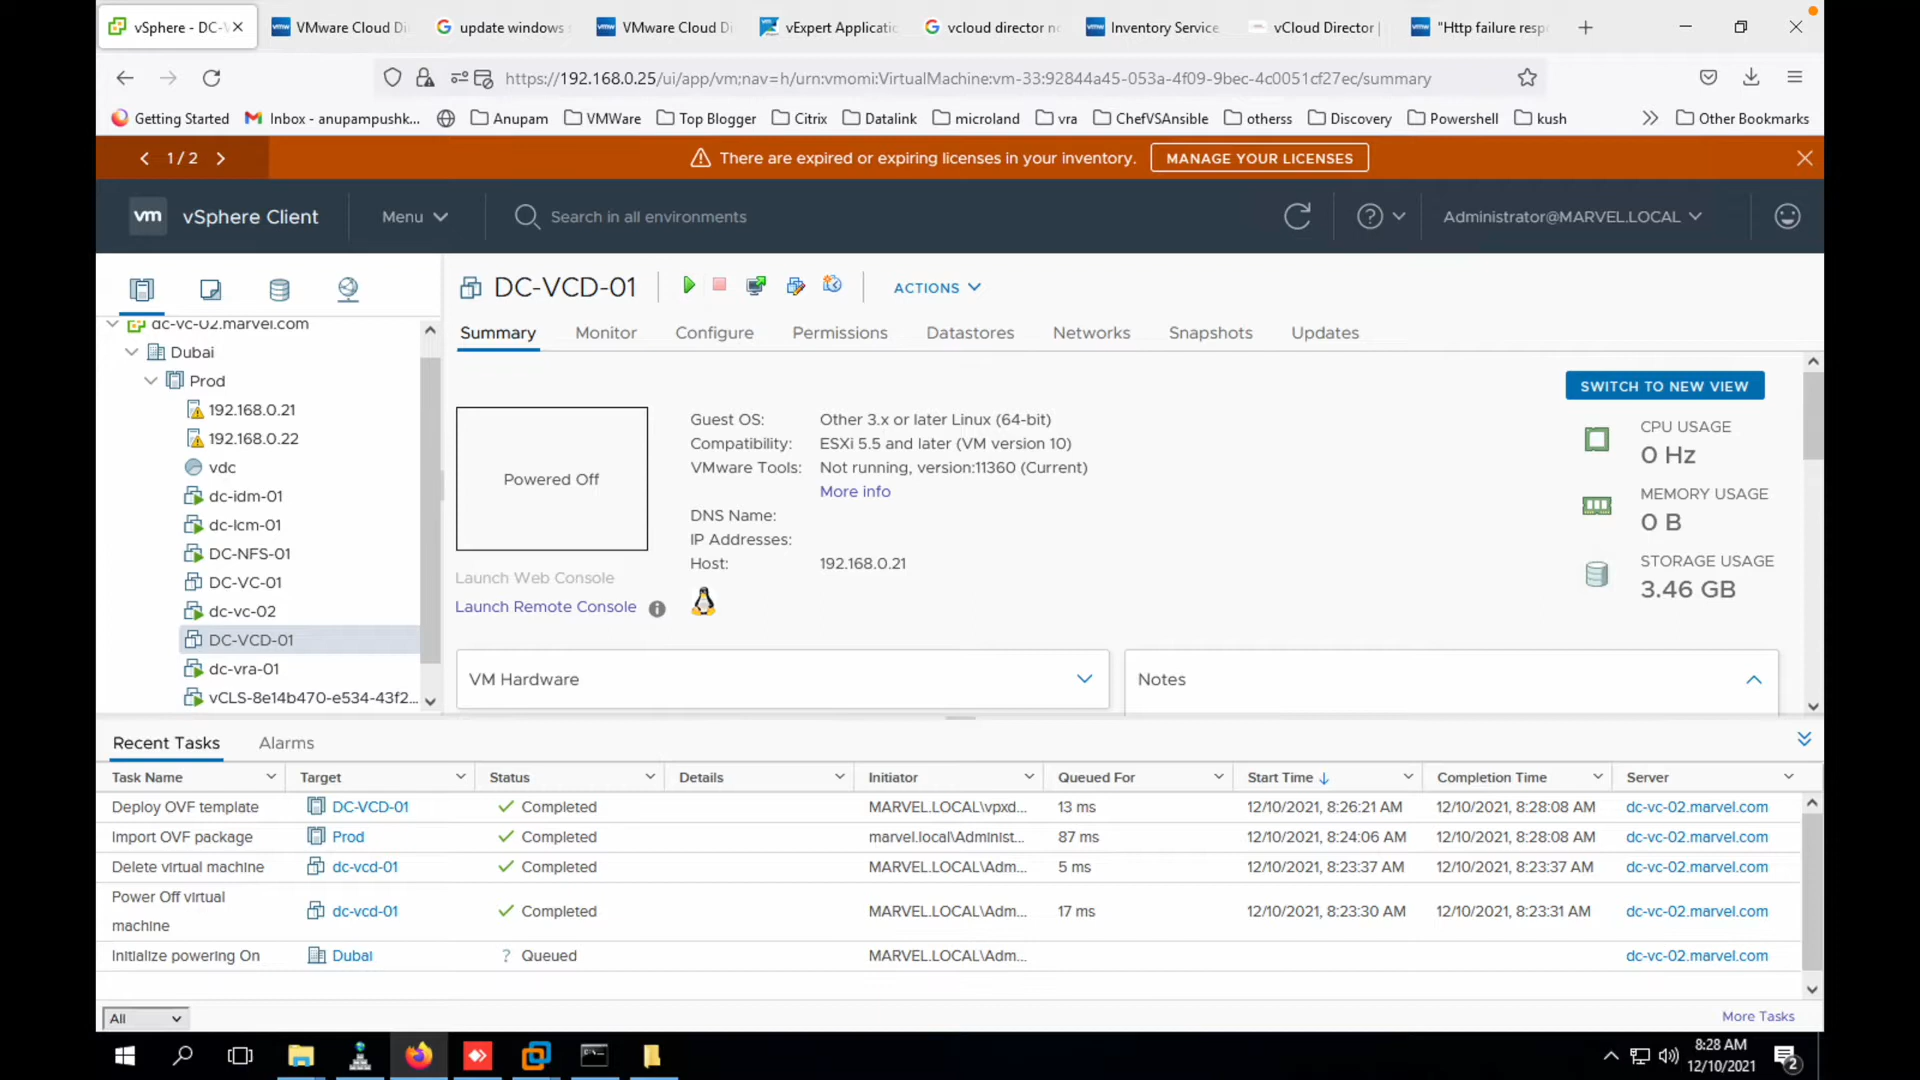 vSphere - DC-V
VMware Cloud Di
update windows
VMware Cloud Di
vExpert Applicatio
vcloud director no
Inventory Service
vCloud Director |
"Http failure resp
https://192.168.0.25/ui/app/vm;nav=h/urn:vmomi:VirtualMachine:vm-33:92844a45-053a-4f09-9bec-4c0051cf27ec/summary
Getting Started
Inbox - anupampushk...
Anupam
VMWare
Top Blogger
Citrix
Datalink
microland
vra
ChefVSAnsible
otherss
Discovery
Powershell
kush
Other Bookmarks
1 / 2
There are expired or expiring licenses in your inventory.
MANAGE YOUR LICENSES
vm
vSphere Client
Menu
Search in all environments
Administrator@MARVEL.LOCAL
dc-vc-02.marvel.com
Dubai
Prod
192.168.0.21
192.168.0.22
vdc
dc-idm-01
dc-lcm-01
DC-NFS-01
DC-VC-01
dc-vc-02
DC-VCD-01
dc-vra-01
vCLS-8e14b470-e534-43f2...
DC-VCD-01
ACTIONS
Summary Monitor Configure Permissions Datastores Networks Snapshots Updates
SWITCH TO NEW VIEW
Powered Off
Launch Web Console
Launch Remote Console
Guest OS: Other 3.x or later Linux (64-bit)
Compatibility: ESXi 5.5 and later (VM version 10)
VMware Tools: Not running, version:11360 (Current)
More info
DNS Name:
IP Addresses:
Host: 192.168.0.21
CPU USAGE
0 Hz
MEMORY USAGE
0 B
STORAGE USAGE
3.46 GB
VM Hardware
Notes
Recent Tasks Alarms
Task Name Target Status Details Initiator Queued For Start Time Completion Time Server
Deploy OVF template DC-VCD-01 Completed MARVEL.LOCAL\vpxd... 13 ms 12/10/2021, 8:26:21 AM 12/10/2021, 8:28:08 AM dc-vc-02.marvel.com
Import OVF package Prod Completed marvel.local\Administ... 87 ms 12/10/2021, 8:24:06 AM 12/10/2021, 8:28:08 AM dc-vc-02.marvel.com
Delete virtual machine dc-vcd-01 Completed MARVEL.LOCAL\Adm... 5 ms 12/10/2021, 8:23:37 AM 12/10/2021, 8:23:37 AM dc-vc-02.marvel.com
Power Off virtual
machine dc-vcd-01 Completed MARVEL.LOCAL\Adm... 17 ms 12/10/2021, 8:23:30 AM 12/10/2021, 8:23:31 AM dc-vc-02.marvel.com
Initialize powering On Dubai Queued MARVEL.LOCAL\Adm... dc-vc-02.marvel.com
All
More Tasks
8:28 AM
12/10/2021
2